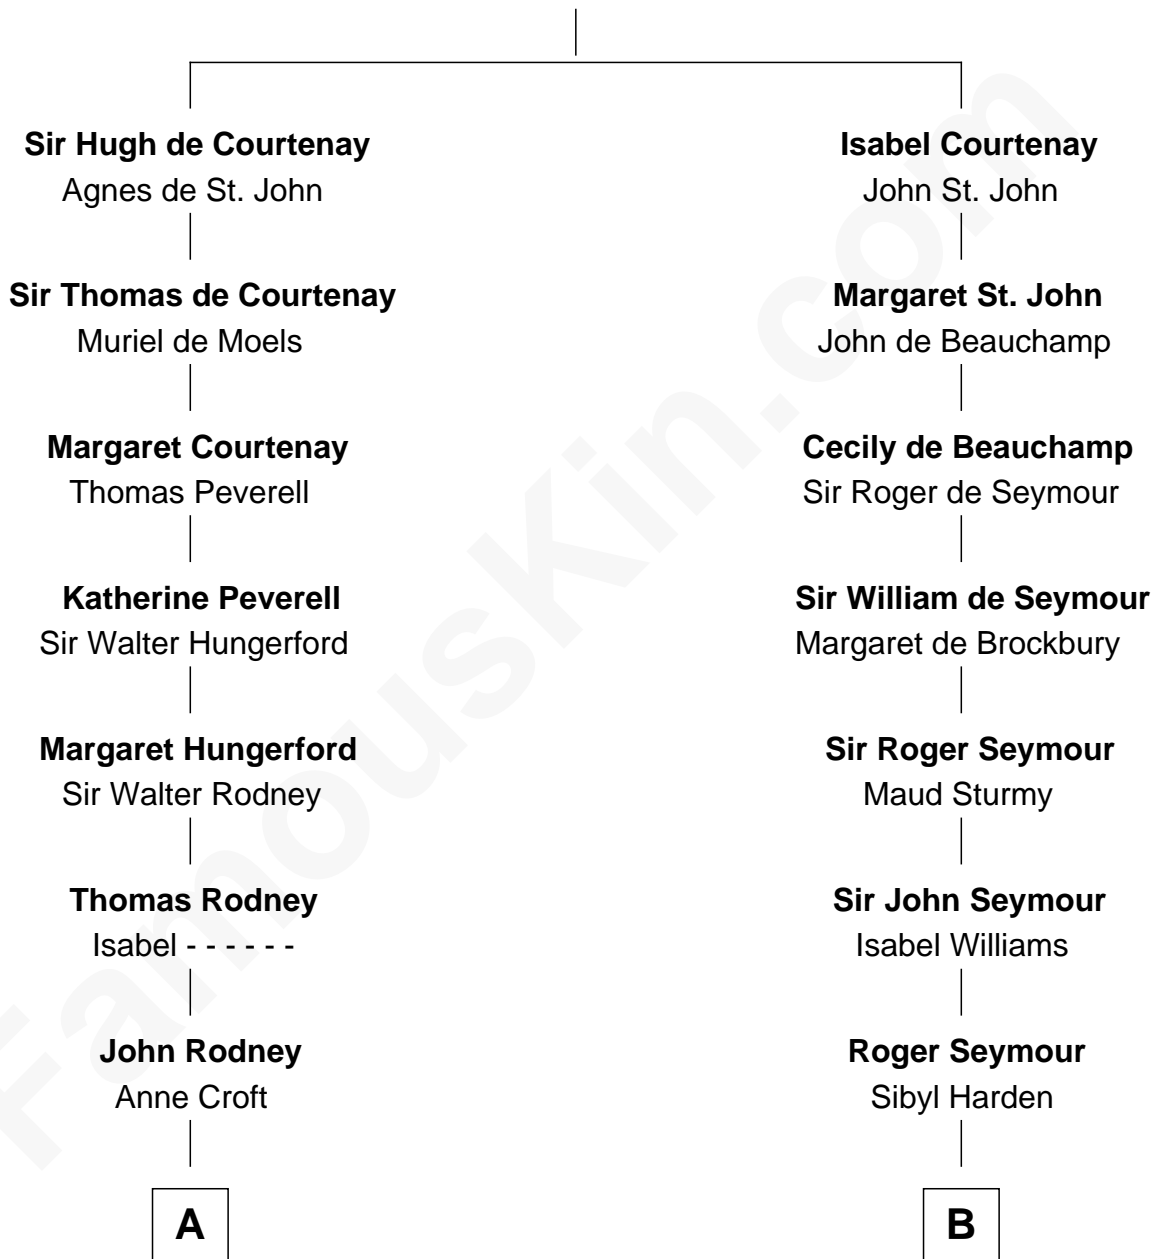 Sir Hugh de Courtenay
Agnes de St. John
Isabel Courtenay
John St. John
Sir Thomas de Courtenay
Muriel de Moels
Margaret St. John
John de Beauchamp
Margaret Courtenay
Thomas Peverell
Cecily de Beauchamp
Sir Roger de Seymour
Katherine Peverell
Sir Walter Hungerford
Sir William de Seymour
Margaret de Brockbury
Margaret Hungerford
Sir Walter Rodney
Sir Roger Seymour
Maud Sturmy
Thomas Rodney
Isabel - - - - - -
Sir John Seymour
Isabel Williams
John Rodney
Anne Croft
Roger Seymour
Sibyl Harden
A
B
FamousKin.com